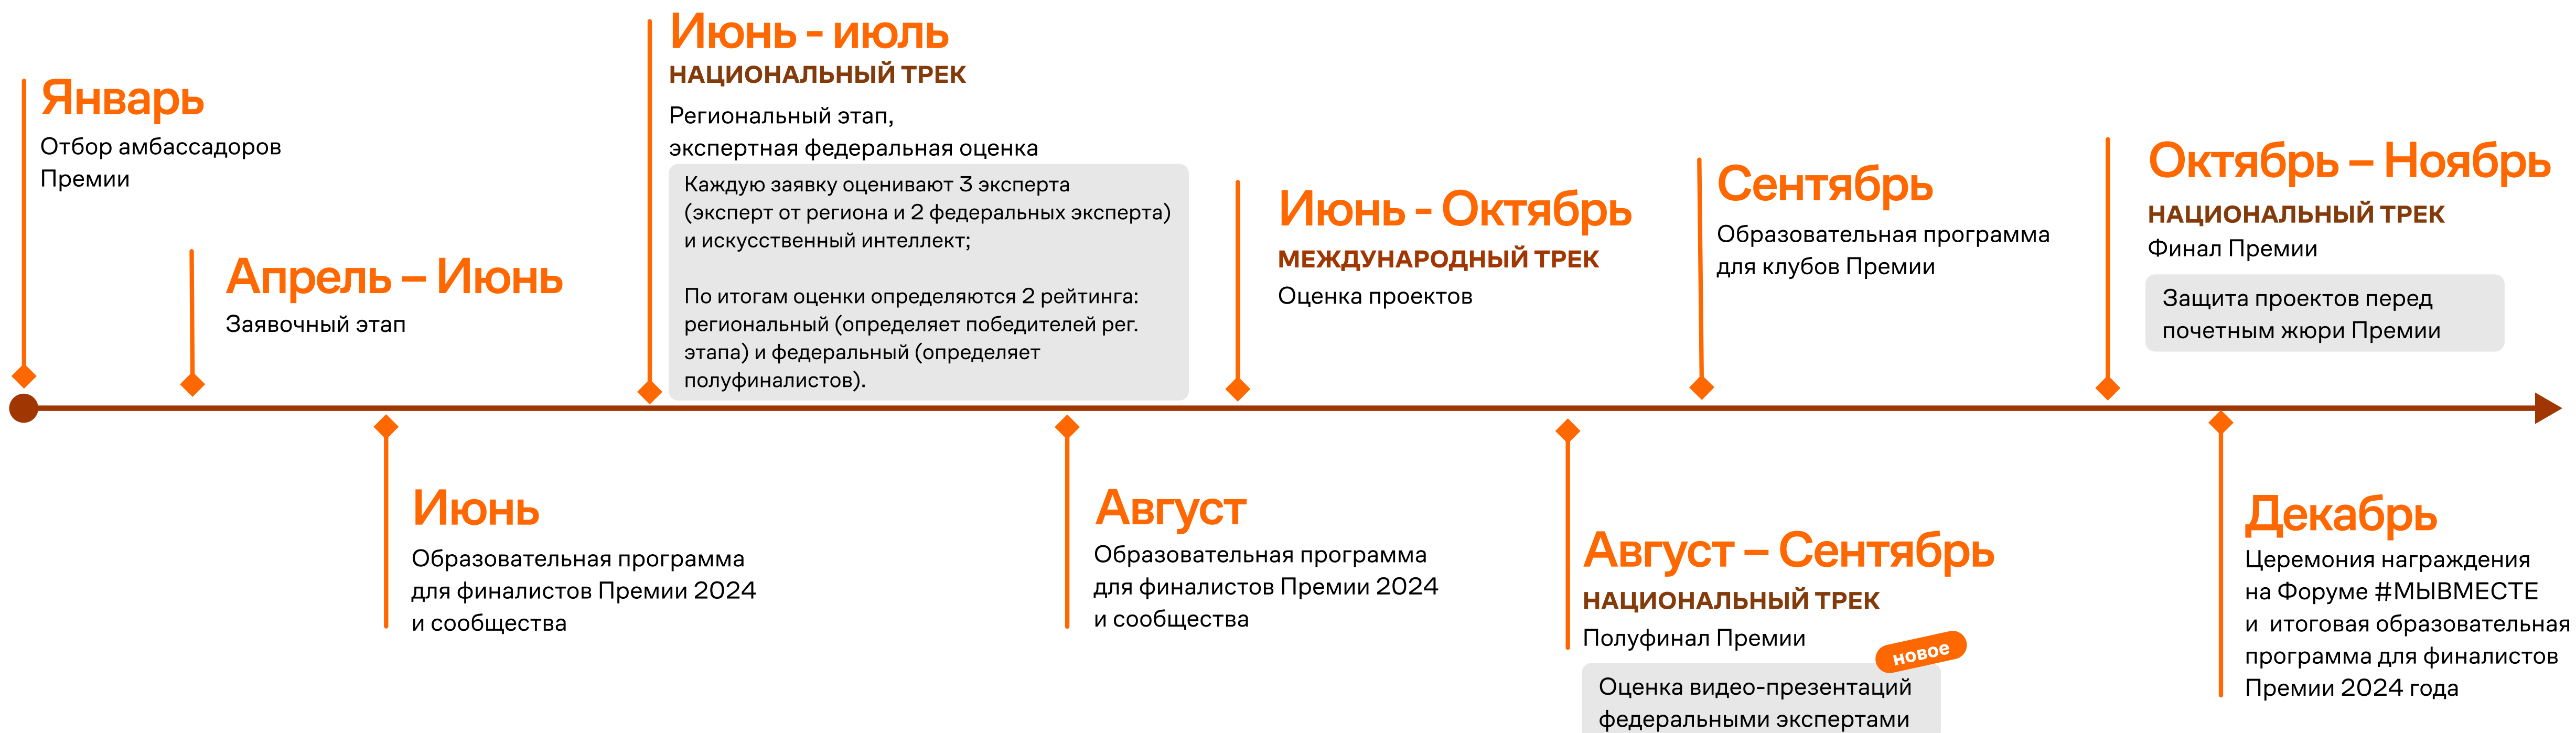 Январь
Отбор амбассадоров
Премии
Апрель – Июнь
Заявочный этап
Июнь
Образовательная программа
для финалистов Премии 2024
и сообщества
Июнь - июль
НАЦИОНАЛЬНЫЙ ТРЕК
Региональный этап,
экспертная федеральная оценка
Каждую заявку оценивают 3 эксперта
(эксперт от региона и 2 федеральных эксперта)
и искусственный интеллект;
По итогам оценки определяются 2 рейтинга:
региональный (определяет победителей рег.
этапа) и федеральный (определяет
полуфиналистов).
Август
Образовательная программа
для финалистов Премии 2024
и сообщества
Июнь - Октябрь
МЕЖДУНАРОДНЫЙ ТРЕК
Оценка проектов
Август – Сентябрь
НАЦИОНАЛЬНЫЙ ТРЕК
Полуфинал Премии
новое
Оценка видео-презентаций
федеральными экспертами
Сентябрь
Образовательная программа
для клубов Премии
Октябрь – Ноябрь
НАЦИОНАЛЬНЫЙ ТРЕК
Финал Премии
Защита проектов перед
почетным жюри Премии
Декабрь
Церемония награждения
на Форуме #МЫВМЕСТЕ
и  итоговая образовательная
программа для финалистов
Премии 2024 года